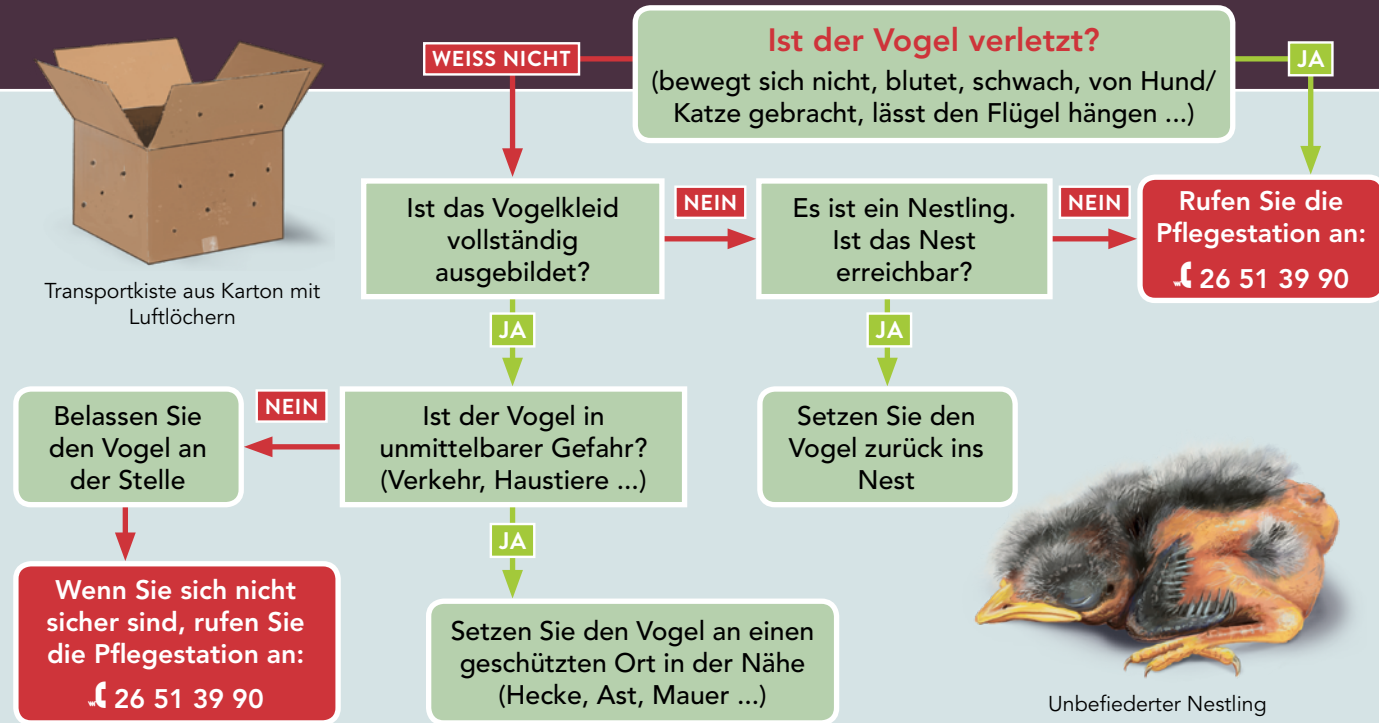 Ist der Vogel verletzt?
(bewegt sich nicht, blutet, schwach, von Hund/
Katze gebracht, lässt den Flügel hängen ...)
WEISS NICHT
JA
Transportkiste aus Karton mit
Luftlöchern
Ist das Vogelkleid
vollständig
ausgebildet?
NEIN
Es ist ein Nestling.
Ist das Nest
erreichbar?
NEIN
Rufen Sie die
Pflegestation an:
26 51 39 90
JA
JA
Belassen Sie
den Vogel an
der Stelle
NEIN
Ist der Vogel in
unmittelbarer Gefahr?
(Verkehr, Haustiere ...)
Setzen Sie den
Vogel zurück ins
Nest
JA
Wenn Sie sich nicht
sicher sind, rufen Sie
die Pflegestation an:
26 51 39 90
Setzen Sie den Vogel an einen
geschützten Ort in der Nähe
(Hecke, Ast, Mauer ...)
Unbefiederter Nestling